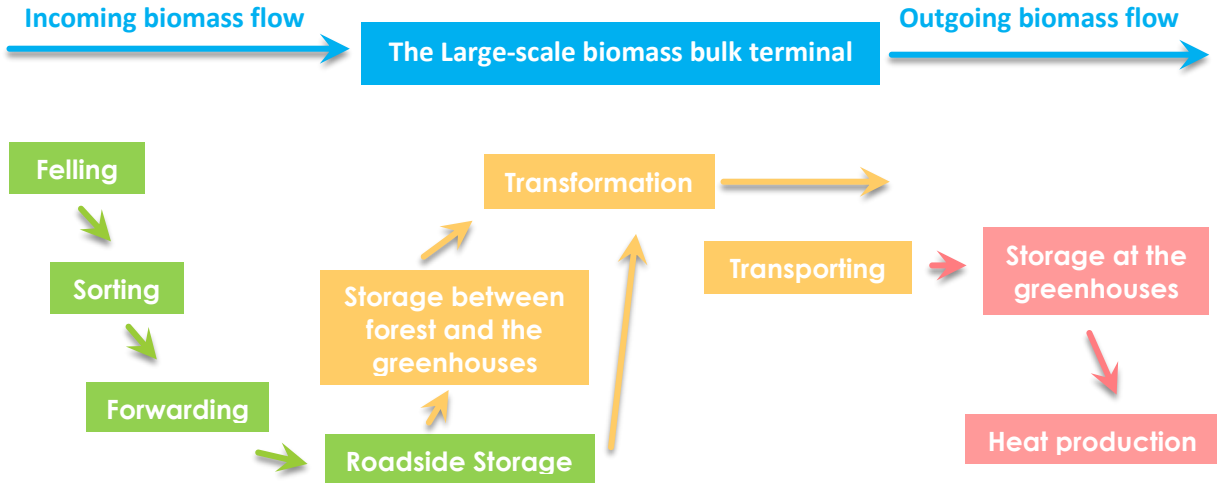 Incoming biomass flow
The Large-scale biomass bulk terminal
Outgoing biomass flow
Felling
Sorting
Forwarding
Roadside Storage
Storage between
forest and the
greenhouses
Transformation
Transporting
Storage at the
greenhouses
Heat production